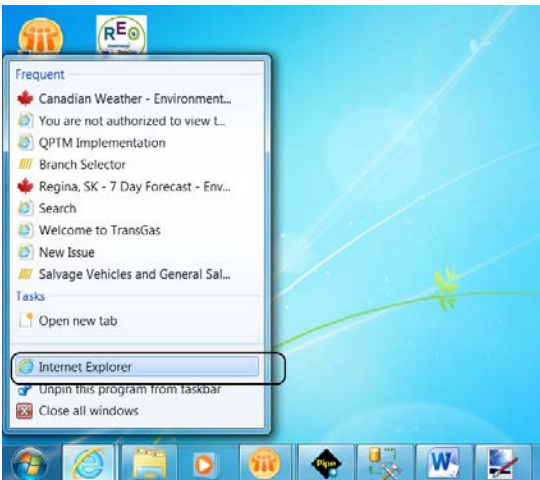 REO
Frequent
Canadian Weather - Environment...
You are not authorized to view t...
QPTM Implementation
Branch Selector
Regina, SK - 7 Day Forecast - Env...
Search
Welcome to TransGas
New Issue
Salvage Vehicles and General Sal...
Tasks
Open new tab
Internet Explorer
Unpin this program from taskbar
Close all windows
Pipe
W